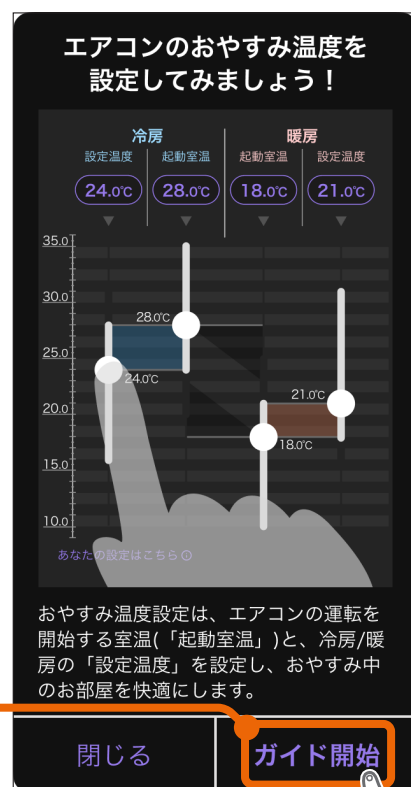 エアコンのおやすみ温度を
設定してみましょう！
冷房 暖房
設定温度 起動室温 起動室温 設定温度
24.0℃ 28.0℃ 18.0℃ 21.0℃
35.0
30.0
28.0℃
25.0
24.0℃
21.0℃
20.0
18.0℃
15.0
10.0
あなたの設定はこちら
おやすみ温度設定は、エアコンの運転を
開始する室温(「起動室温」)と、冷房/暖
房の「設定温度」を設定し、おやすみ中
のお部屋を快適にします。
閉じる ガイド開始